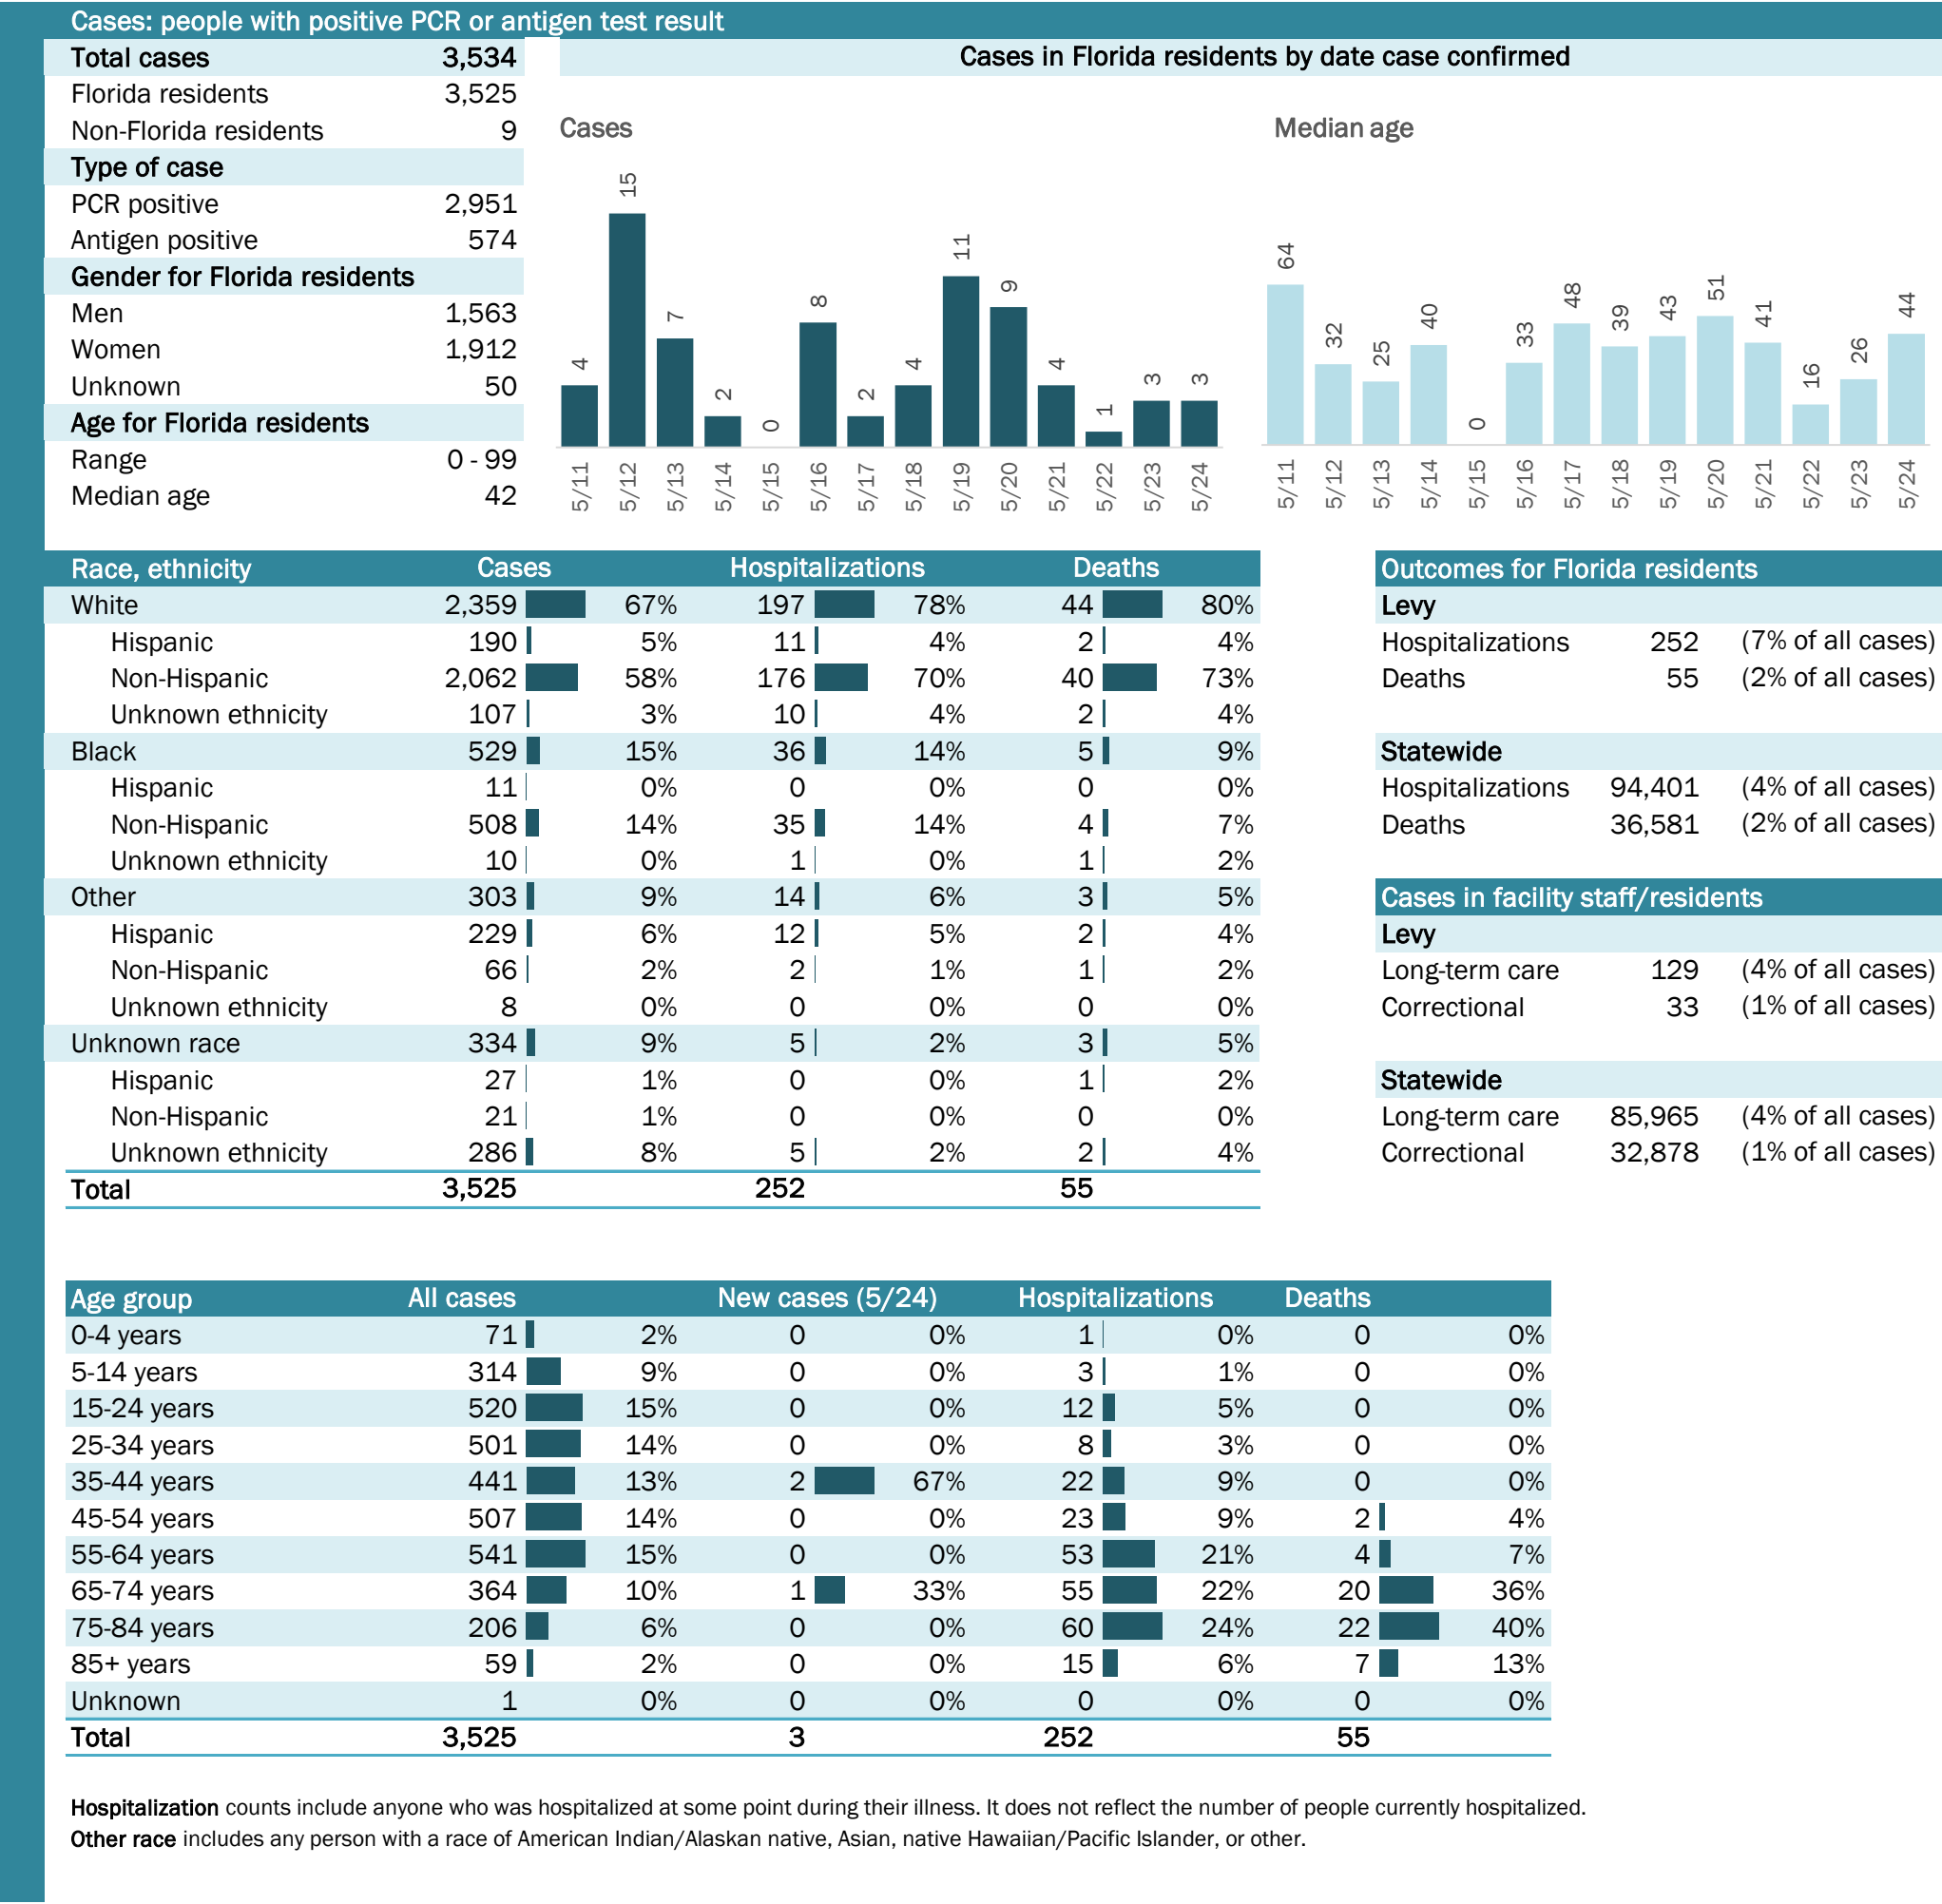 Cases: people with positive PCR or antigen test result
Total cases 3,534
Florida residents 3,525
Non-Florida residents 9
Type of case
PCR positive 2,951
Antigen positive 574
Gender for Florida residents
Men 1,563
Women 1,912
Unknown 50
Age for Florida residents
Range 0 - 99
Median age 42
Cases in Florida residents by date case confirmed
Cases
4 15 7 2 0 8 2 4 11 9 4 1 3 3
5/11 5/12 5/13 5/14 5/15 5/16 5/17 5/18 5/19 5/20 5/21 5/22 5/23 5/24
Median age
64 32 25 40 0 33 48 39 43 51 41 16 26 44
5/11 5/12 5/13 5/14 5/15 5/16 5/17 5/18 5/19 5/20 5/21 5/22 5/23 5/24
Race, ethnicity Cases Hospitalizations Deaths
White 2,359 67% 197 78% 44 80%
Hispanic 190 5% 11 4% 2 4%
Non-Hispanic 2,062 58% 176 70% 40 73%
Unknown ethnicity 107 3% 10 4% 2 4%
Black 529 15% 36 14% 5 9%
Hispanic 11 0% 0 0% 0 0%
Non-Hispanic 508 14% 35 14% 4 7%
Unknown ethnicity 10 0% 1 0% 1 2%
Other 303 9% 14 6% 3 5%
Hispanic 229 6% 12 5% 2 4%
Non-Hispanic 66 2% 2 1% 1 2%
Unknown ethnicity 8 0% 0 0% 0 0%
Unknown race 334 9% 5 2% 3 5%
Hispanic 27 1% 0 0% 1 2%
Non-Hispanic 21 1% 0 0% 0 0%
Unknown ethnicity 286 8% 5 2% 2 4%
Total 3,525 252 55
Outcomes for Florida residents
Levy
Hospitalizations 252 (7% of all cases)
Deaths 55 (2% of all cases)
Statewide
Hospitalizations 94,401 (4% of all cases)
Deaths 36,581 (2% of all cases)
Cases in facility staff/residents
Levy
Long-term care 129 (4% of all cases)
Correctional 33 (1% of all cases)
Statewide
Long-term care 85,965 (4% of all cases)
Correctional 32,878 (1% of all cases)
Age group All cases New cases (5/24) Hospitalizations Deaths
0-4 years 71 2% 0 0% 1 0% 0 0%
5-14 years 314 9% 0 0% 3 1% 0 0%
15-24 years 520 15% 0 0% 12 5% 0 0%
25-34 years 501 14% 0 0% 8 3% 0 0%
35-44 years 441 13% 2 67% 22 9% 0 0%
45-54 years 507 14% 0 0% 23 9% 2 4%
55-64 years 541 15% 0 0% 53 21% 4 7%
65-74 years 364 10% 1 33% 55 22% 20 36%
75-84 years 206 6% 0 0% 60 24% 22 40%
85+ years 59 2% 0 0% 15 6% 7 13%
Unknown 1 0% 0 0% 0 0% 0 0%
Total 3,525 3 252 55
Hospitalization counts include anyone who was hospitalized at some point during their illness. It does not reflect the number of people currently hospitalized.
Other race includes any person with a race of American Indian/Alaskan native, Asian, native Hawaiian/Pacific Islander, or other.